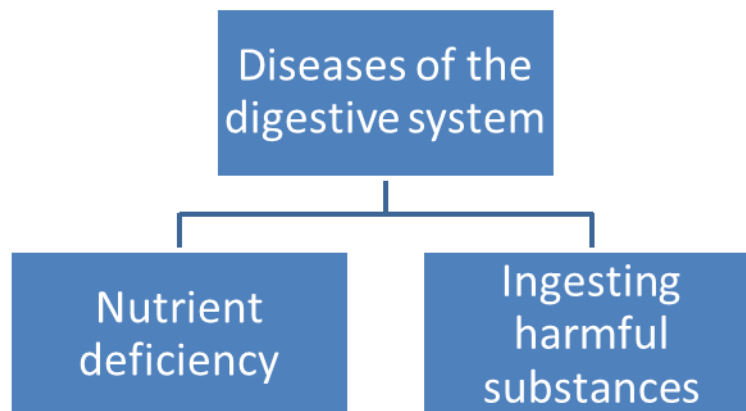 Diseases of the
digestive system
Nutrient
deficiency
Ingesting
harmful
substances